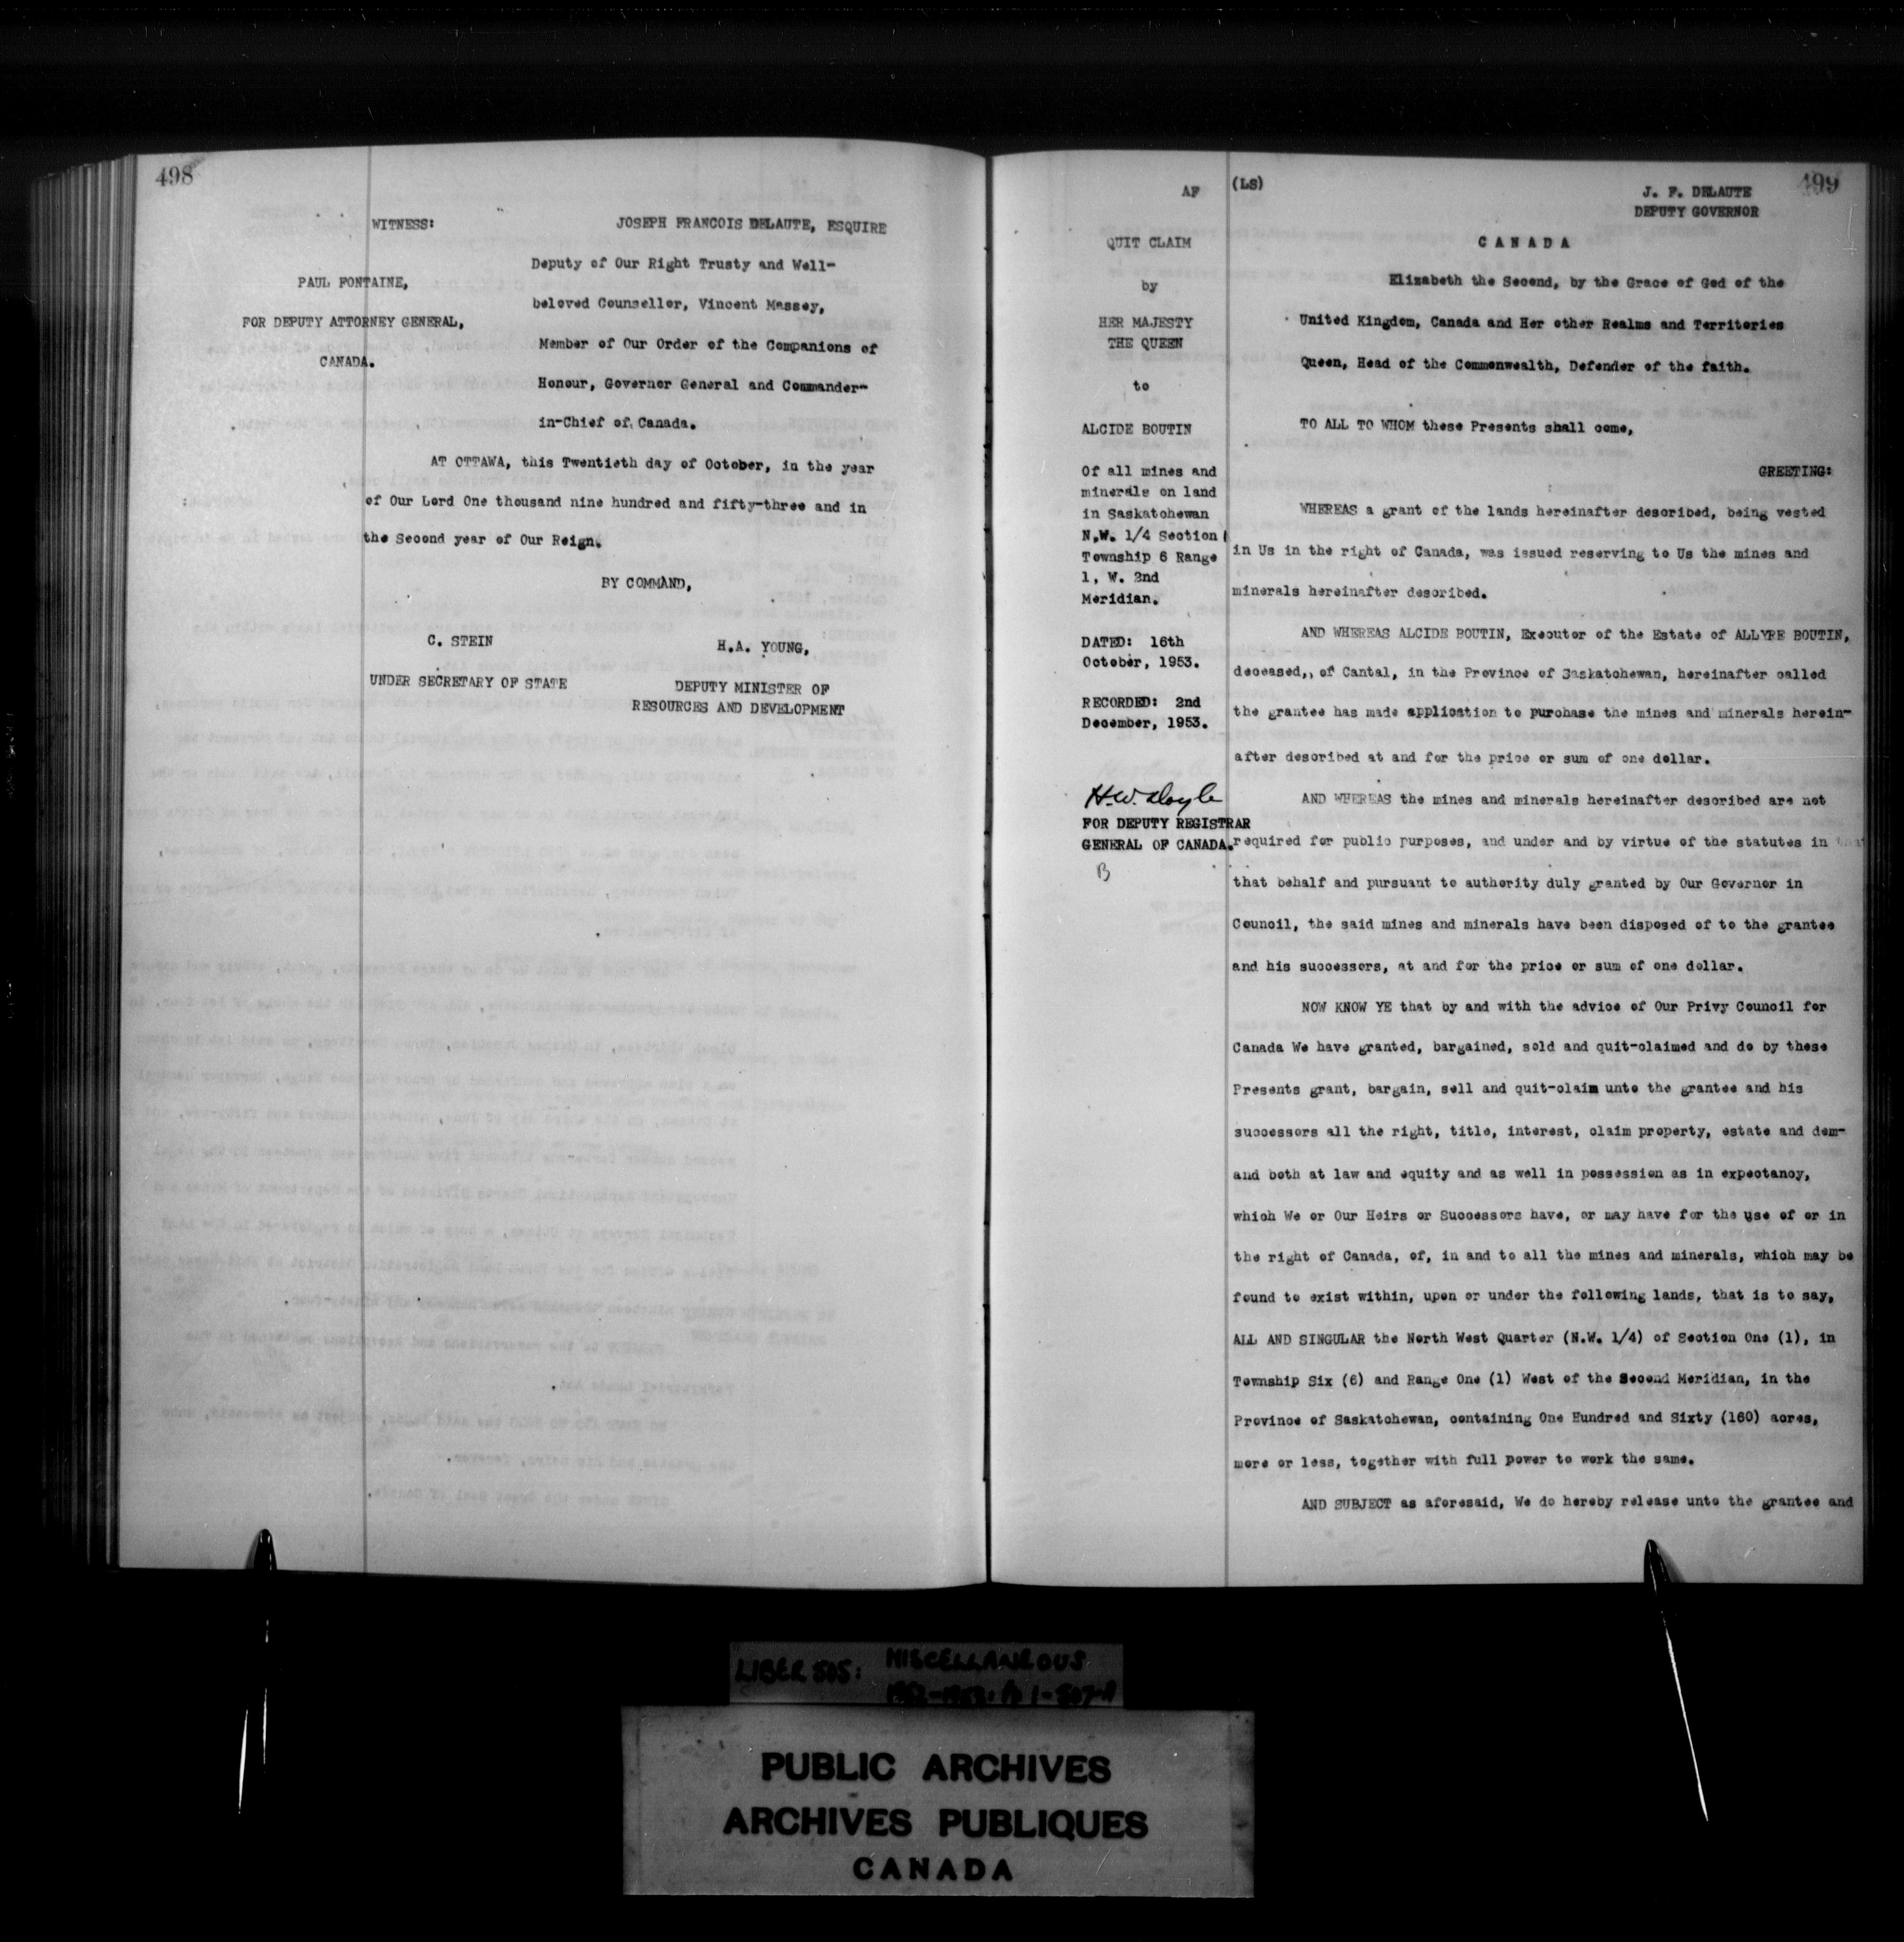 498
WITNESS:
JOSEPH FRANCOIS DELAUTE, ESQUIRE
PAUL FONTAINE,
FOR DEPUTY ATTORNEY GENERAL,
CANADA.
Deputy of Our Right Trusty and Well-
beloved Counseller, Vincent Massey,
Member of Our Order of the Companions of
Honour, Governor General and Commander-
in-Chief of Canada.
AT OTTAWA, this Twentieth day of October, in the year
of Our Lord One thousand nine hundred and fifty-three and in
the Second year of Our Reign.
BY COMMAND,
C. STEIN
UNDER SECRETARY OF STATE
H.A. YOUNG,
DEPUTY MINISTER OF
RESOURCES AND DEVELOPMENT
499
AF
(LS)
J. F. DELAUTE
DEPUTY GOVERNOR
QUIT CLAIM
by
HER MAJESTY
THE QUEEN
to
ALCIDE BOUTIN
Of all mines and
minerals on land
in Saskatchewan
N.W. 1/4 Section 1
Township 6 Range
1, W. 2nd
Meridian.
DATED: 16th
October, 1953.
RECORDED: 2nd
December, 1953.
H.W. Doyle
FOR DEPUTY REGISTRAR
GENERAL OF CANADA.
B
CANADA
Elizabeth the Second, by the Grace of God of the
United Kingdom, Canada and Her other Realms and Territories
Queen, Head of the Commonwealth, Defender of the faith.
TO ALL TO WHOM these Presents shall come,
GREETING:
WHEREAS a grant of the lands hereinafter described, being vested
in Us in the right of Canada, was issued reserving to Us the mines and
minerals hereinafter described.
AND WHEREAS ALCIDE BOUTIN, Executor of the Estate of ALLYRE BOUTIN,
deceased,, of Cantal, in the Province of Saskatchewan, hereinafter called
the grantee has made application to purchase the mines and minerals herein-
after described at and for the price or sum of one dollar.
AND WHEREAS the mines and minerals hereinafter described are not
required for public purposes, and under and by virtue of the statutes in that
that behalf and pursuant to authority duly granted by Our Governor in
Council, the said mines and minerals have been disposed of to the grantee
and his successors, at and for the price or sum of one dollar.
NOW KNOW YE that by and with the advice of Our Privy Council for
Canada We have granted, bargained, sold and quit-claimed and do by these
Presents grant, bargain, sell and quit-claim unto the grantee and his
successors all the right, title, interest, claim property, estate and dem-
and both at law and equity and as well in possession as in expectancy,
which We or Our Heirs or Successors have, or may have for the use of or in
the right of Canada, of, in and to all the mines and minerals, which may be
found to exist within, upon or under the following lands, that is to say,
ALL AND SINGULAR the North West Quarter (N.W. 1/4) of Section One (1), in
Township Six (6) and Range One (1) West of the Second Meridian, in the
Province of Saskatchewan, containing One Hundred and Sixty (160) acres,
more or less, together with full power to work the same.
AND SUBJECT as aforesaid, We do hereby release unto the grantee and
LIBER 505: MISCELLANEOUS
PUBLIC ARCHIVES
ARCHIVES PUBLIQUES
CANADA